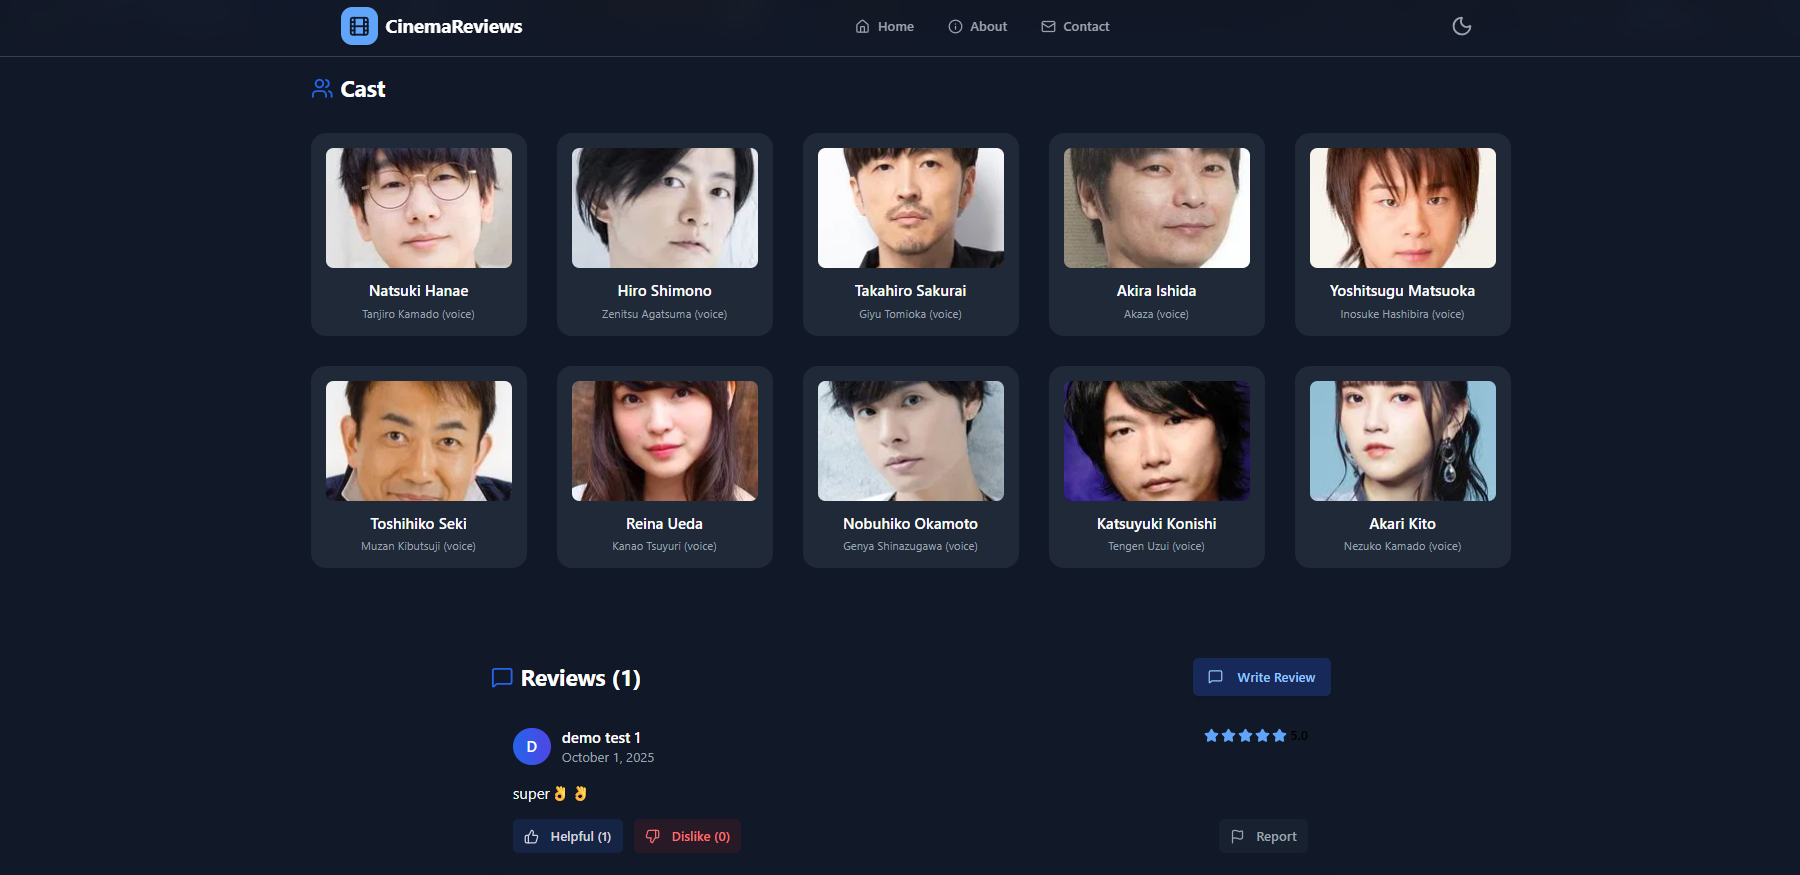 CinemaReviews
Home
About
Contact
Cast
Natsuki Hanae
Tanjiro Kamado (voice)
Hiro Shimono
Zenitsu Agatsuma (voice)
Takahiro Sakurai
Giyu Tomioka (voice)
Akira Ishida
Akaza (voice)
Yoshitsugu Matsuoka
Inosuke Hashibira (voice)
Toshihiko Seki
Muzan Kibutsuji (voice)
Reina Ueda
Kanao Tsuyuri (voice)
Nobuhiko Okamoto
Genya Shinazugawa (voice)
Katsuyuki Konishi
Tengen Uzui (voice)
Akari Kito
Nezuko Kamado (voice)
Reviews (1)
Write Review
D
demo test 1
5.0
October 1, 2025
super👌👌
Helpful (1)
Dislike (0)
Report